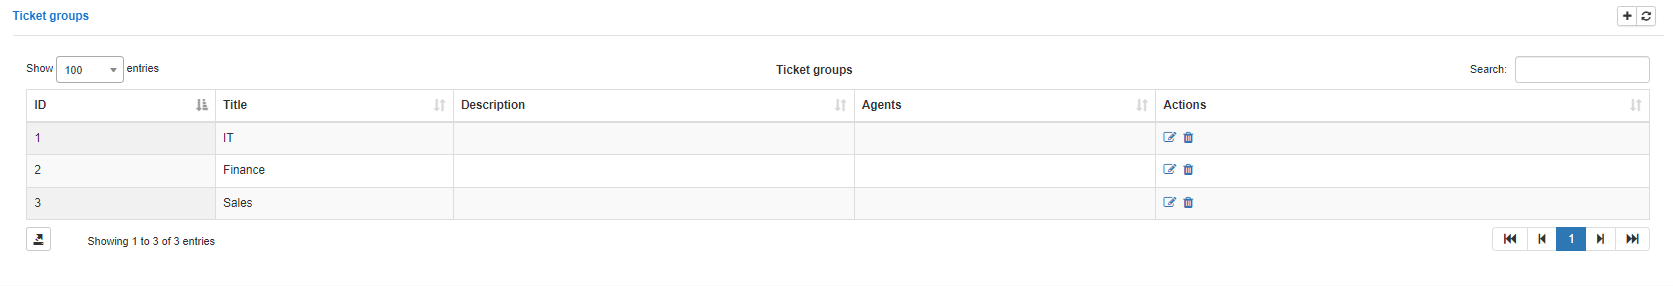 Ticket groups
Show 100 entries Ticket groups Search:
ID Title Description Agents Actions
1 IT
2 Finance
3 Sales
Showing 1 to 3 of 3 entries 1